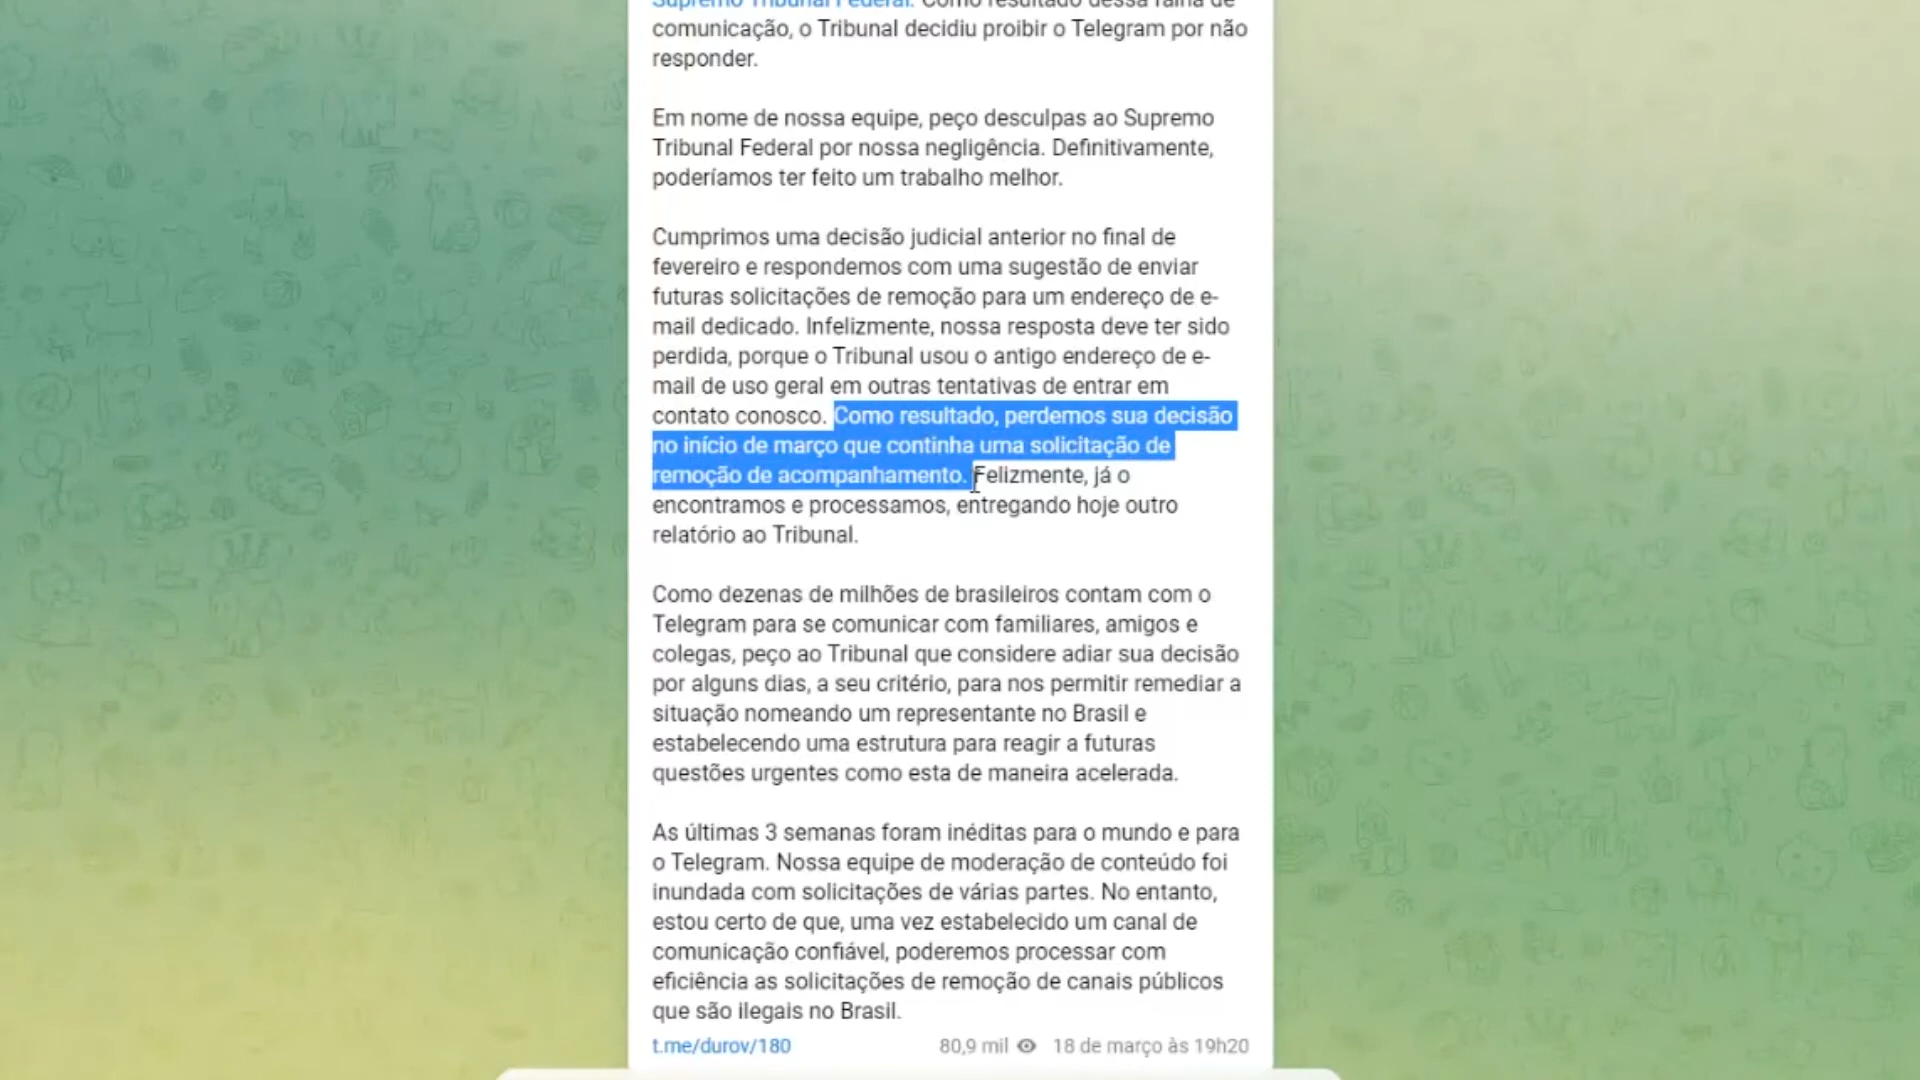 Supremo Tribunal Federal. Como resultado dessa falha de
comunicação, o Tribunal decidiu proibir o Telegram por não
responder.
Em nome de nossa equipe, peço desculpas ao Supremo
Tribunal Federal por nossa negligência. Definitivamente,
poderíamos ter feito um trabalho melhor.
Cumprimos uma decisão judicial anterior no final de
fevereiro e respondemos com uma sugestão de enviar
futuras solicitações de remoção para um endereço de e-
mail dedicado. Infelizmente, nossa resposta deve ter sido
perdida, porque o Tribunal usou o antigo endereço de e-
mail de uso geral em outras tentativas de entrar em
contato conosco. Como resultado, perdemos sua decisão
no início de março que continha uma solicitação de
remoção de acompanhamento. Felizmente, já o
encontramos e processamos, entregando hoje outro
relatório ao Tribunal.
Como dezenas de milhões de brasileiros contam com o
Telegram para se comunicar com familiares, amigos e
colegas, peço ao Tribunal que considere adiar sua decisão
por alguns dias, a seu critério, para nos permitir remediar a
situação nomeando um representante no Brasil e
estabelecendo uma estrutura para reagir a futuras
questões urgentes como esta de maneira acelerada.
As últimas 3 semanas foram inéditas para o mundo e para
o Telegram. Nossa equipe de moderação de conteúdo foi
inundada com solicitações de várias partes. No entanto,
estou certo de que, uma vez estabelecido um canal de
comunicação confiável, poderemos processar com
eficiência as solicitações de remoção de canais públicos
que são ilegais no Brasil.
t.me/durov/180 80,9 mil 18 de março às 19h20